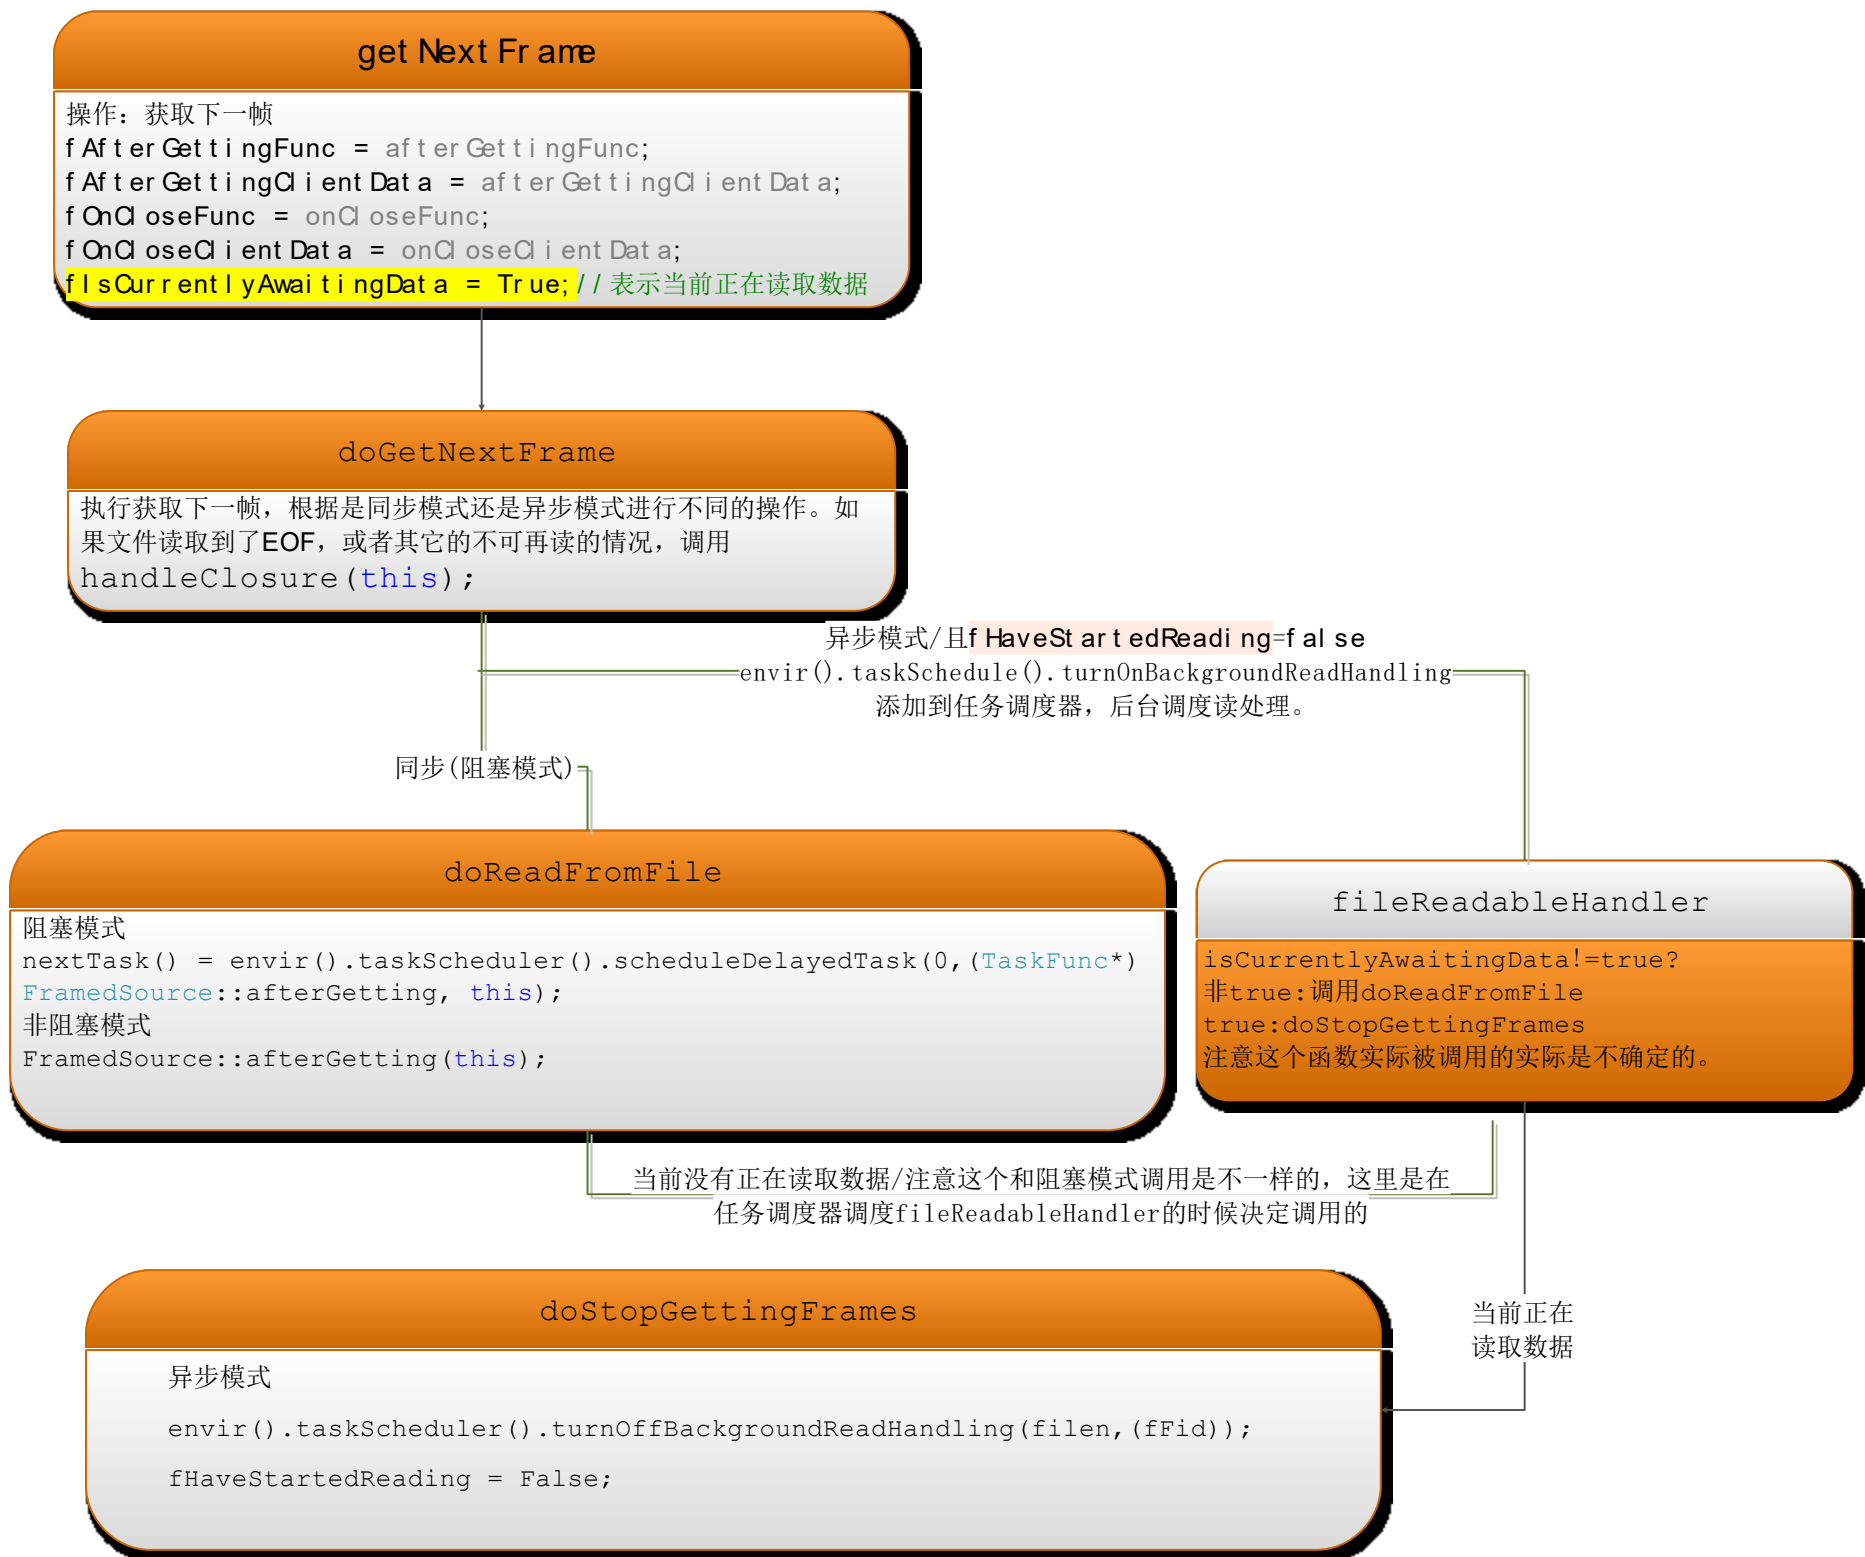 getNextFrame
操作：获取下一帧
fAfterGettingFunc = afterGettingFunc;
fAfterGettingClientData = afterGettingClientData;
fOnCloseFunc = onCloseFunc;
fOnCloseClientData = onCloseClientData;
fIsCurrentlyAwaitingData = True;//表示当前正在读取数据
doGetNextFrame
执行获取下一帧，根据是同步模式还是异步模式进行不同的操作。如
果文件读取到了EOF，或者其它的不可再读的情况，调用
handleClosure(this);
异步模式/且fHaveStartedReading=false
envir().taskSchedule().turnOnBackgroundReadHandling
添加到任务调度器，后台调度读处理。
同步(阻塞模式)
doReadFromFile
阻塞模式
nextTask() = envir().taskScheduler().scheduleDelayedTask(0,(TaskFunc*)
FramedSource::afterGetting, this);
非阻塞模式
FramedSource::afterGetting(this);
fileReadableHandler
isCurrentlyAwaitingData!=true?
非true:调用doReadFromFile
true:doStopGettingFrames
注意这个函数实际被调用的实际是不确定的。
当前没有正在读取数据/注意这个和阻塞模式调用是不一样的，这里是在
任务调度器调度fileReadableHandler的时候决定调用的
当前正在
读取数据
doStopGettingFrames
异步模式
envir().taskScheduler().turnOffBackgroundReadHandling(filen,(fFid));
fHaveStartedReading = False;